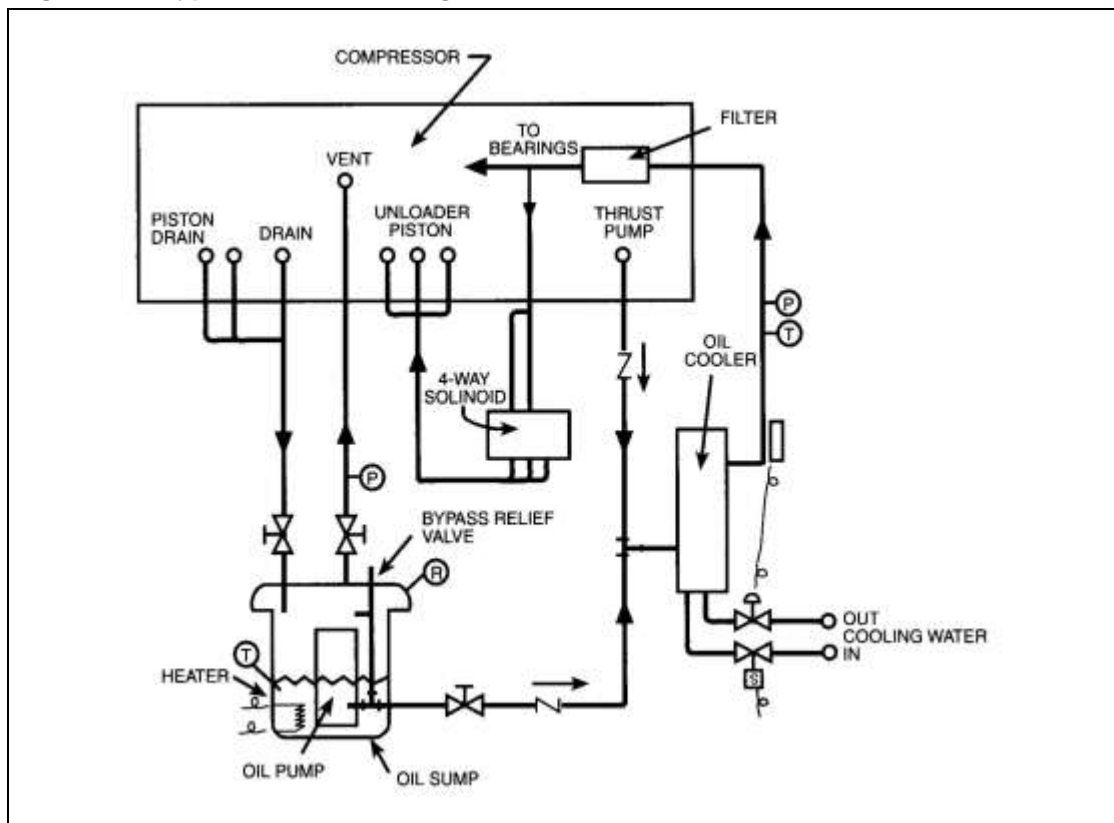 COMPRESSOR
TO
BEARINGS
FILTER
VENT
PISTON
DRAIN
DRAIN
UNLOADER
PISTON
THRUST
PUMP
P
T
OIL
COOLER
4-WAY
SOLINOID
P
BYPASS RELIEF
VALVE
R
OUT
COOLING WATER
IN
T
HEATER
S
OIL PUMP
OIL SUMP